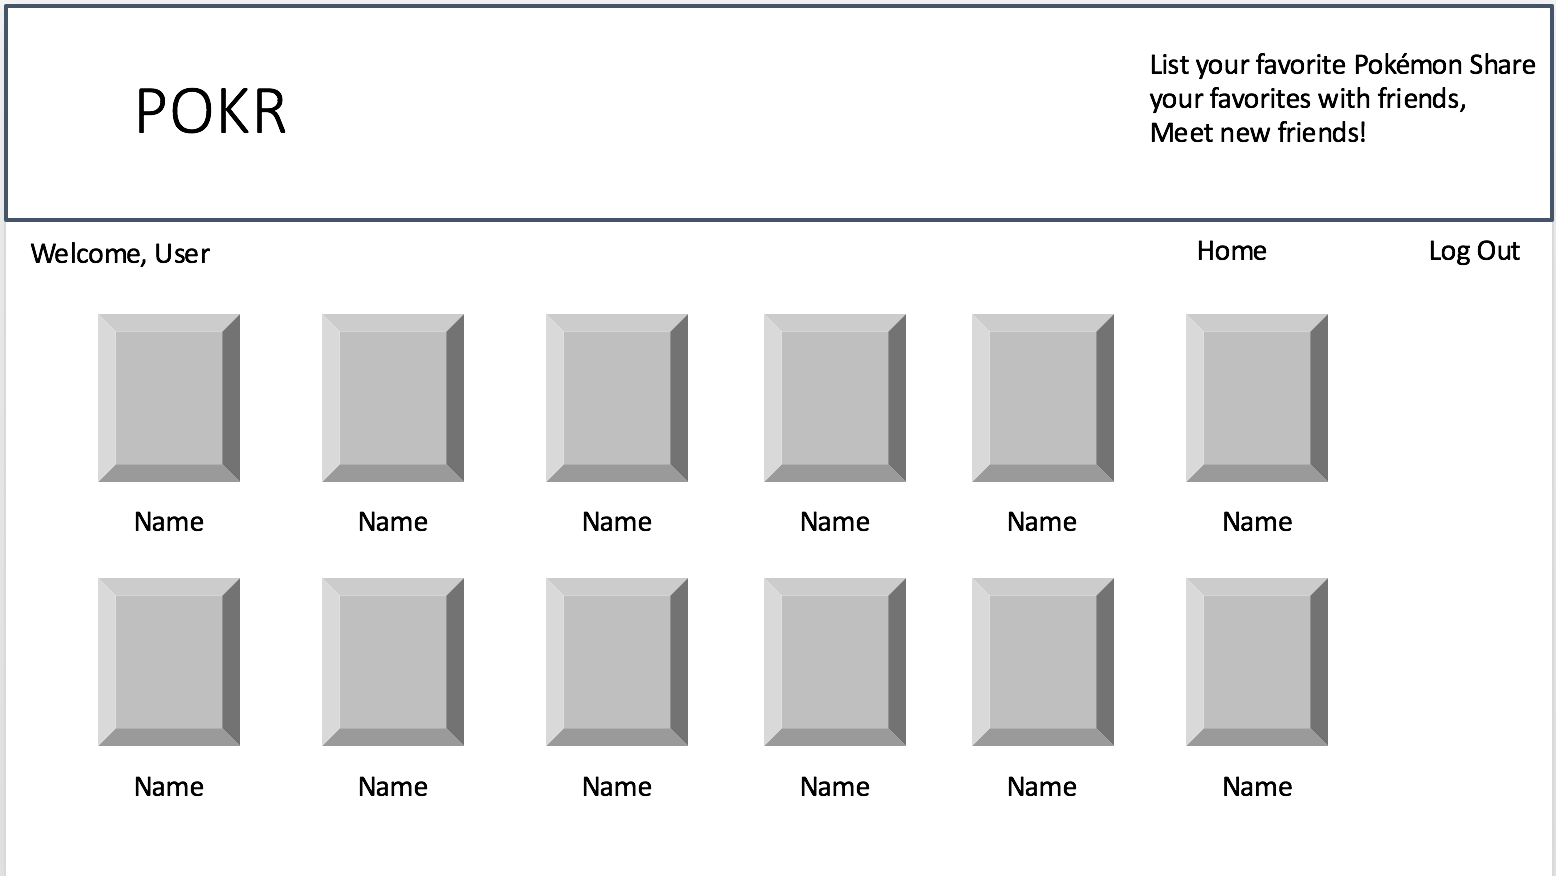 POKR
List your favorite Pokémon Share
your favorites with friends,
Meet new friends!
Welcome, User
Home
Log Out
Name
Name
Name
Name
Name
Name
Name
Name
Name
Name
Name
Name